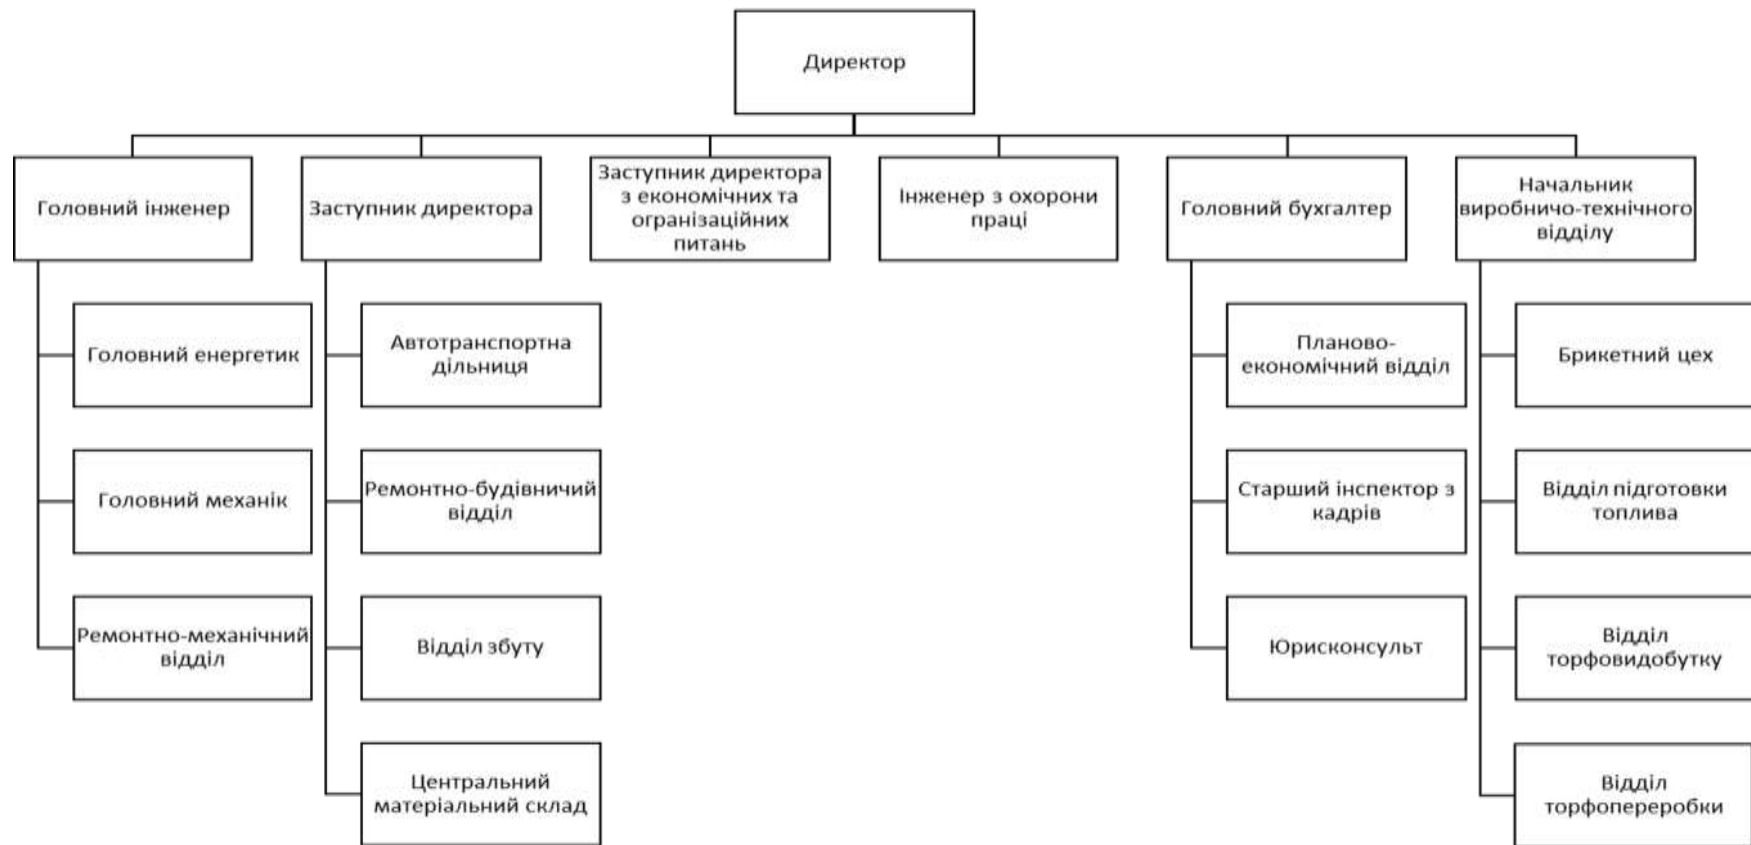 Директор
Головний інженер
Заступник директора
Заступник директора
з економічних та
огранізаційних
питань
Інженер з охорони
праці
Головний бухгалтер
Начальник
виробничо-технічного
відділу
Головний енергетик
Головний механік
Ремонтно-механічний
відділ
Автотранспортна
дільниця
Ремонтно-будівничий
відділ
Відділ збуту
Центральний
матеріальний склад
Планово-
економічний відділ
Старший інспектор з
кадрів
Юрисконсульт
Брикетний цех
Відділ підготовки
топлива
Відділ
торфовидобутку
Відділ
торфопереробки